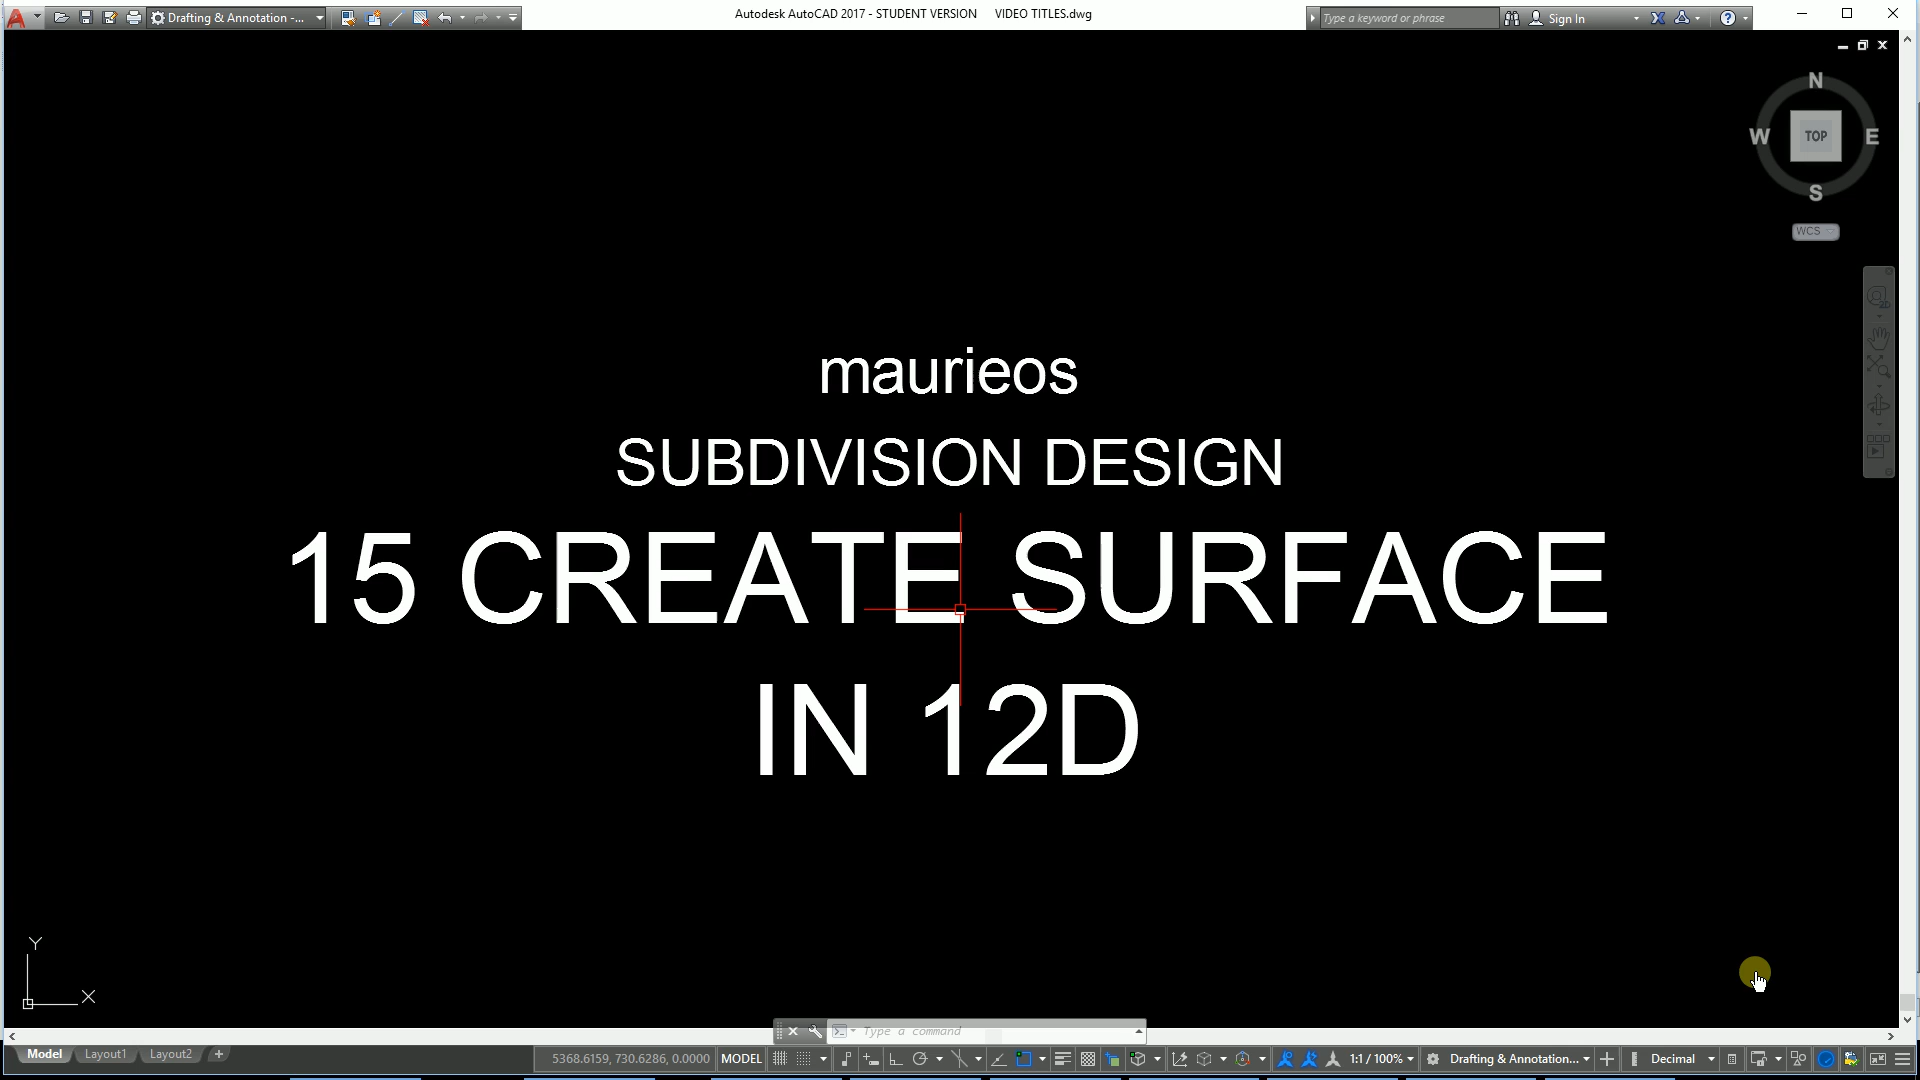 Drafting & Annotation -...
Autodesk AutoCAD 2017 - STUDENT VERSION VIDEO TITLES.dwg
Type a keyword or phrase
Sign In
N
W TOP E
S
WCS
maurieos
SUBDIVISION DESIGN
15 CREATE SURFACE
IN 12D
Y
X
Type a command
Model Layout1 Layout2 +
5368.6159, 730.6286, 0.0000 MODEL 1:1 / 100% Drafting & Annotation... Decimal